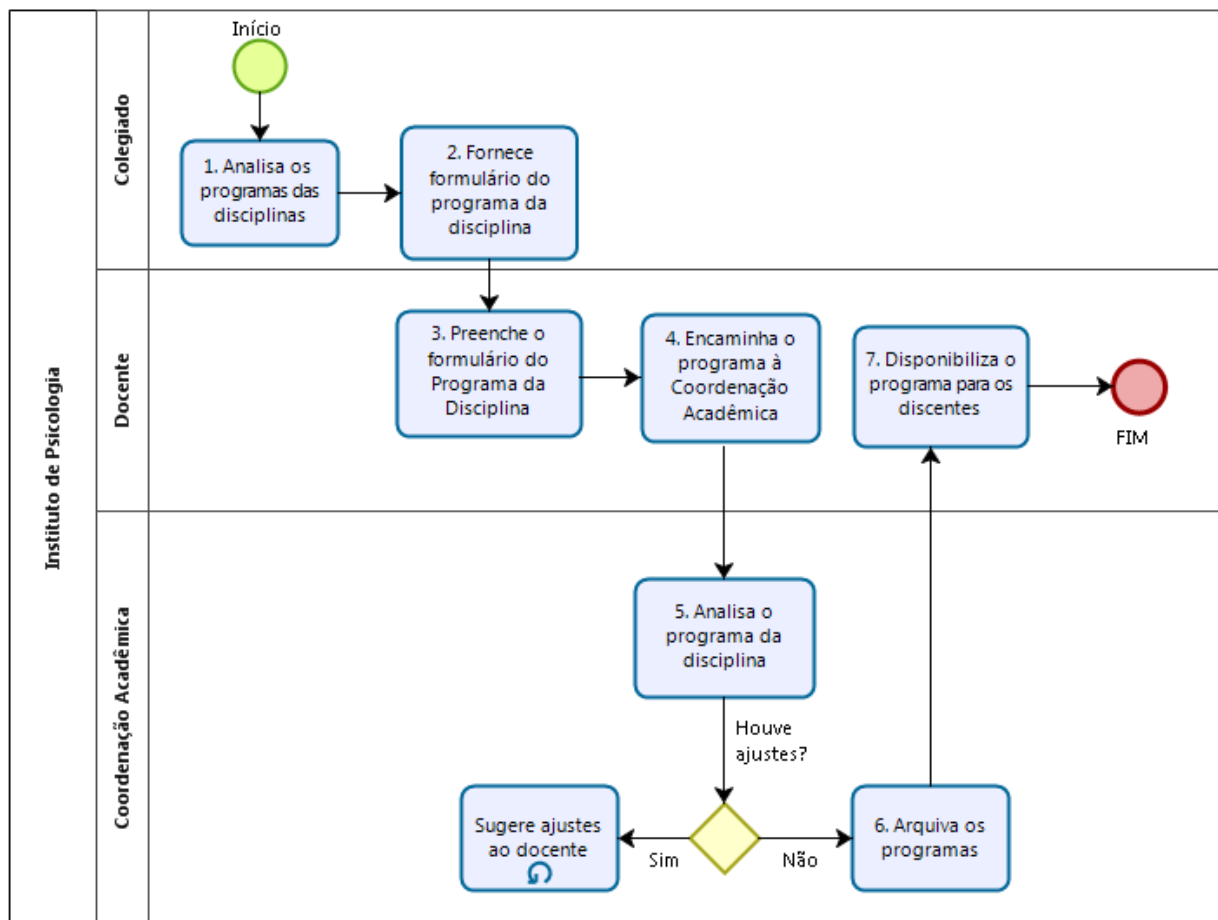 Instituto de Psicologia
Colegiado
Início
1. Analisa os
programas das
disciplinas
2. Fornece
formulário do
programa da
disciplina
Docente
3. Preenche o
formulário do
Programa da
Disciplina
4. Encaminha o
programa à
Coordenação
Acadêmica
7. Disponibiliza o
programa para os
discentes
FIM
Coordenação Acadêmica
5. Analisa o
programa da
disciplina
Houve
ajustes?
Sugere ajustes
ao docente
Sim
Não
6. Arquiva os
programas